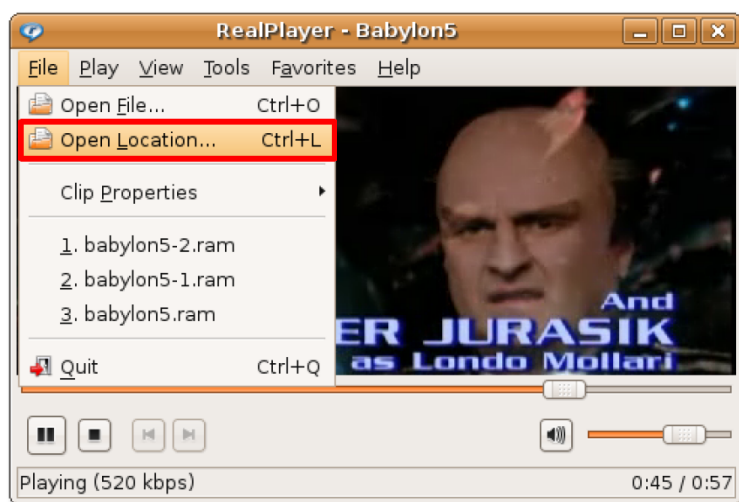 RealPlayer - Babylon5
File Play View Tools Favorites Help
Open File... Ctrl+O
Open Location... Ctrl+L
Clip Properties
1. babylon5-2.ram
2. babylon5-1.ram
3. babylon5.ram
Quit Ctrl+Q
And
ER JURASIK
as Londo Mollari
Playing (520 kbps) 0:45 / 0:57